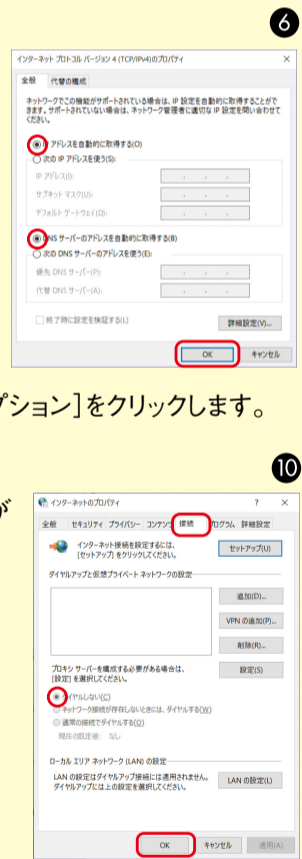 ❻
インターネット プロトコル バージョン 4 (TCP/IPv4)のプロパティ
×
全般 代替の構成
ネットワークでこの機能がサポートされている場合は、IP 設定を自動的に取得することがで
きます。サポートされていない場合は、ネットワーク管理者に適切な IP 設定を問い合わせて
ください。
アドレスを自動的に取得する(O)
次の IP アドレスを使う(S):
IP アドレス(I):
サブネット マスク(U):
デフォルト ゲートウェイ(D):
DNS サーバーのアドレスを自動的に取得する(B)
次の DNS サーバーのアドレスを使う(E):
優先 DNS サーバー(P):
代替 DNS サーバー(A):
終了時に設定を検証する(L)
詳細設定(V)...
OK キャンセル
プション]をクリックします。
❿
が
インターネットのプロパティ
? ×
全般 セキュリティ プライバシー コンテンツ 接続 プログラム 詳細設定
インターネット接続を設定するには、
[セットアップ] をクリックしてください。
セットアップ(U)
ダイヤルアップと仮想プライベート ネットワークの設定
追加(D)...
VPN の追加(P)...
削除(R)...
プロキシ サーバーを構成する必要がある場合は、
[設定] を選択してください。
設定(S)
ダイヤルしない(C)
ネットワーク接続が存在しないときには、ダイヤルする(W)
通常の接続でダイヤルする(O)
現在の既定値: なし
ローカル エリア ネットワーク (LAN) の設定
LAN の設定はダイヤルアップ接続には適用されません。
ダイヤルアップには上の設定を選択してください。
LAN の設定(L)
OK キャンセル 適用(A)